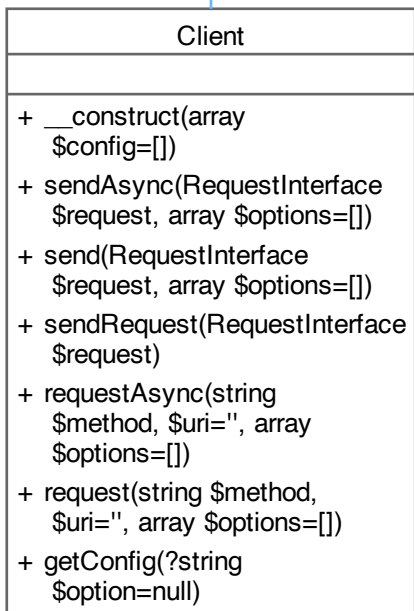 Client
+ __construct(array
$config=[])
+ sendAsync(RequestInterface
$request, array $options=[])
+ send(RequestInterface
$request, array $options=[])
+ sendRequest(RequestInterface
$request)
+ requestAsync(string
$method, $uri='', array
$options=[])
+ request(string $method,
$uri='', array $options=[])
+ getConfig(?string
$option=null)